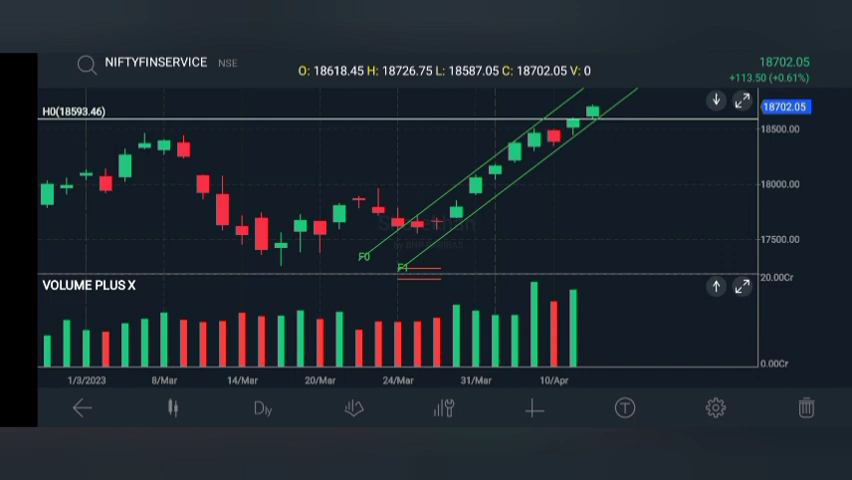 NIFTYFINSERVICE NSE
O: 18618.45 H: 18726.75 L: 18587.05 C: 18702.05 V: 0
18702.05
+113.50 (+0.61%)
H0(18593.46)
18702.05
18500.00
18000.00
17500.00
F0
F1
20.00Cr
VOLUME PLUS X
0.00Cr
1/3/2023 8/Mar 14/Mar 20/Mar 24/Mar 31/Mar 10/Apr
Dly
T